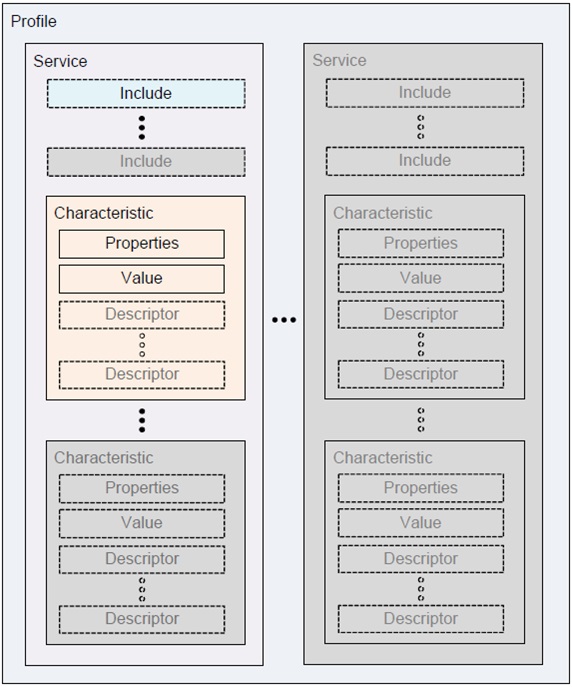 Profile
Service
Include
Include
Characteristic
Properties
Value
Descriptor
Descriptor
Characteristic
Properties
Value
Descriptor
Descriptor
Service
Include
Include
Characteristic
Properties
Value
Descriptor
Descriptor
Characteristic
Properties
Value
Descriptor
Descriptor